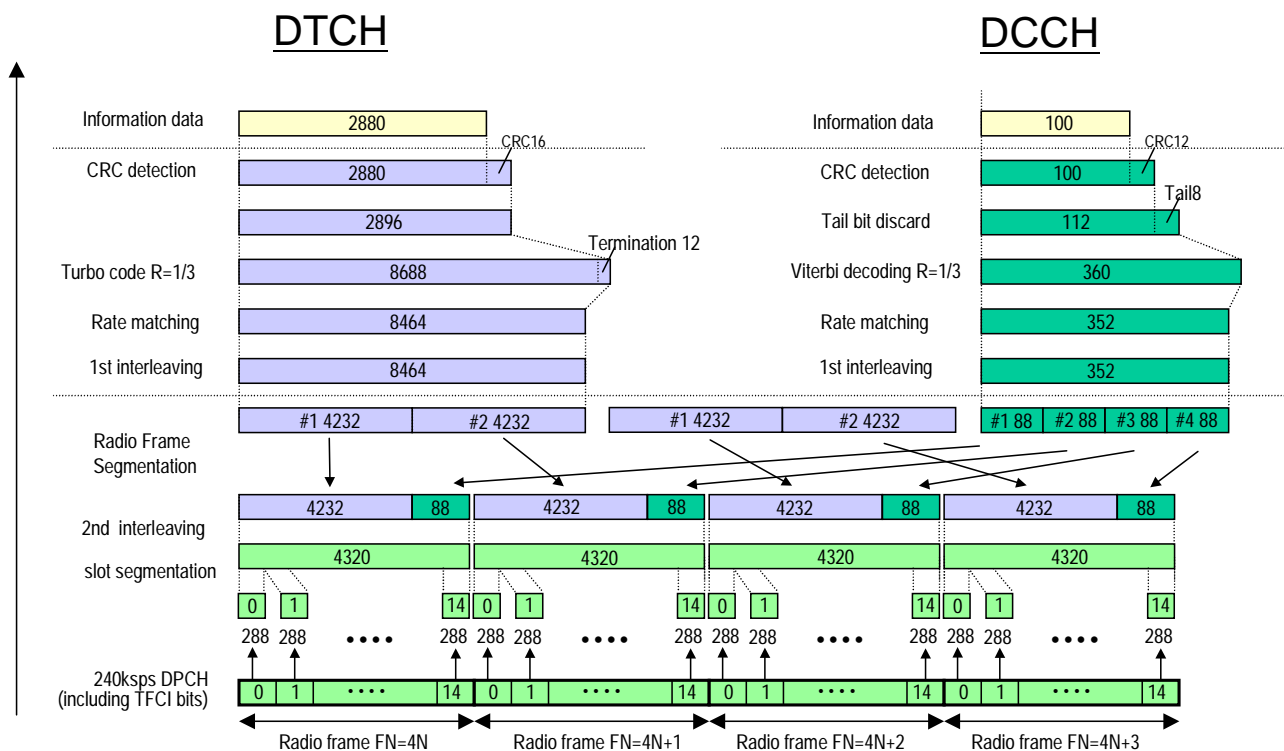 DTCH DCCH
Information data 2880 Information data 100
CRC16 CRC12
CRC detection 2880 CRC detection 100
Tail8
2896 Tail bit discard 112
Termination 12
Turbo code R=1/3 8688 Viterbi decoding R=1/3 360
Rate matching 8464 Rate matching 352
1st interleaving 8464 1st interleaving 352
#1 4232 #2 4232 #1 4232 #2 4232 #1 88 #2 88 #3 88 #4 88
Radio Frame
Segmentation
4232 88 4232 88 4232 88 4232 88
2nd interleaving
4320 4320 4320 4320
slot segmentation
0 1 14 0 1 14 0 1 14 0 1 14
288 288 •••• 288 288 288 •••• 288 288 288 •••• 288 288 288 •••• 288
240ksps DPCH
(including TFCI bits)
0 1 •••• 14 0 1 •••• 14 0 1 •••• 14 0 1 •••• 14
Radio frame FN=4N Radio frame FN=4N+1 Radio frame FN=4N+2 Radio frame FN=4N+3